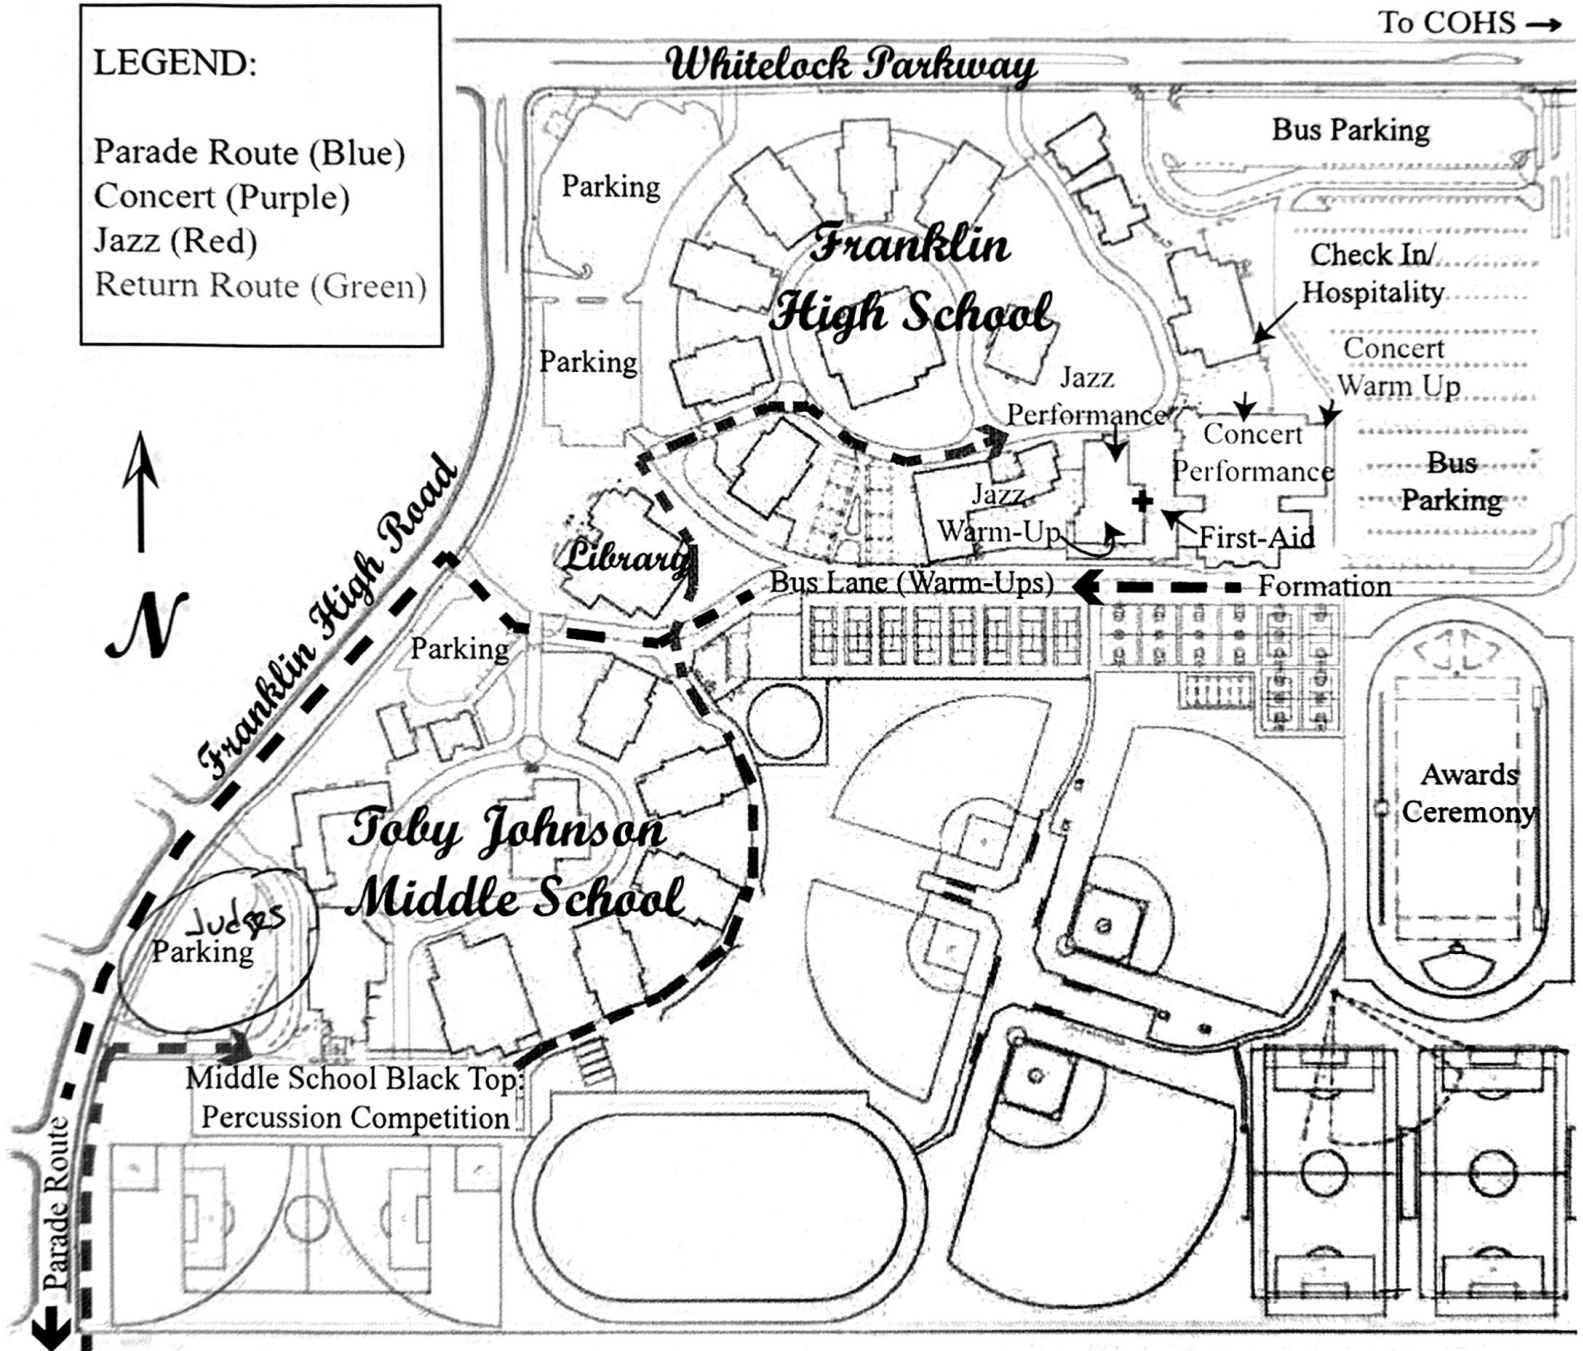 To COHS →
LEGEND:
Parade Route (Blue)
Concert (Purple)
Jazz (Red)
Return Route (Green)
Whitelock Parkway
Bus Parking
Parking
Franklin
High School
Check In/
Hospitality
Parking
Concert
Warm Up
Jazz
Performance
Concert
Performance
Bus
Parking
Jazz
Warm-Up
First-Aid
Library
Franklin High Road
N
Bus Lane (Warm-Ups)
Formation
Parking
Awards
Ceremony
Toby Johnson
Middle School
Judges
Parking
Middle School Black Top:
Percussion Competition
Parade Route